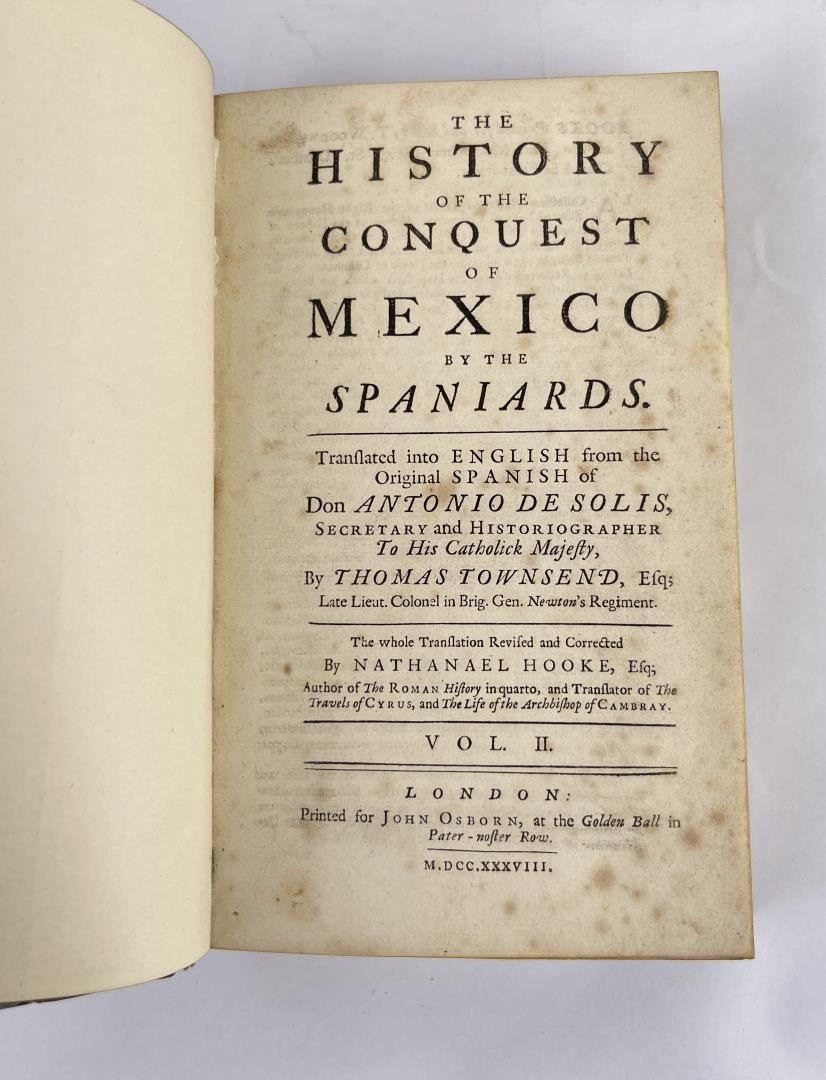 THE
HISTORY
OF THE
CONQUEST
OF
MEXICO
BY THE
SPANIARDS.
Tranſlated into ENGLISH from the
Original SPANISH of
Don ANTONIO DE SOLIS,
SECRETARY and HISTORIOGRAPHER
To His Catholick Majeſty,
By THOMAS TOWNSEND, Eſq;
Late Lieut. Colonel in Brig. Gen. Newton's Regiment.
The whole Tranſlation Reviſed and Corrected
By NATHANAEL HOOKE, Eſq;
Author of The ROMAN Hiſtory in quarto, and Tranſlator of The
Travels of CYRUS, and The Life of the Archbiſhop of CAMBRAY.
VOL. II.
LONDON:
Printed for JOHN OSBORN, at the Golden Ball in
Pater-noſter Row.
M.DCC.XXXVIII.